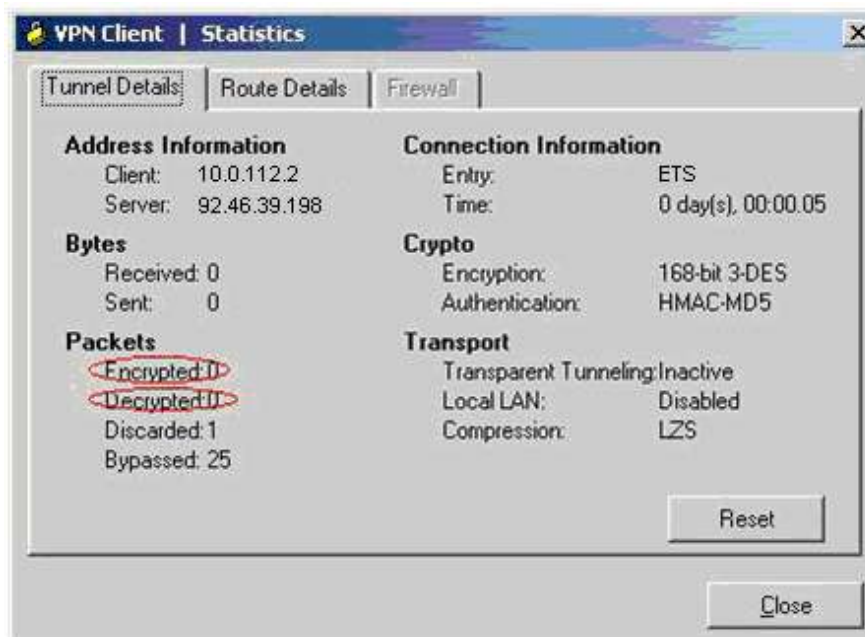 VPN Client | Statistics
Tunnel Details Route Details Firewall
Address Information
Client: 10.0.112.2
Server: 92.46.39.198
Bytes
Received: 0
Sent: 0
Packets
Encrypted: 0
Decrypted: 0
Discarded: 1
Bypassed: 25
Connection Information
Entry: ETS
Time: 0 day(s), 00:00.05
Crypto
Encryption: 168-bit 3-DES
Authentication: HMAC-MD5
Transport
Transparent Tunneling: Inactive
Local LAN: Disabled
Compression: LZS
Reset
Close